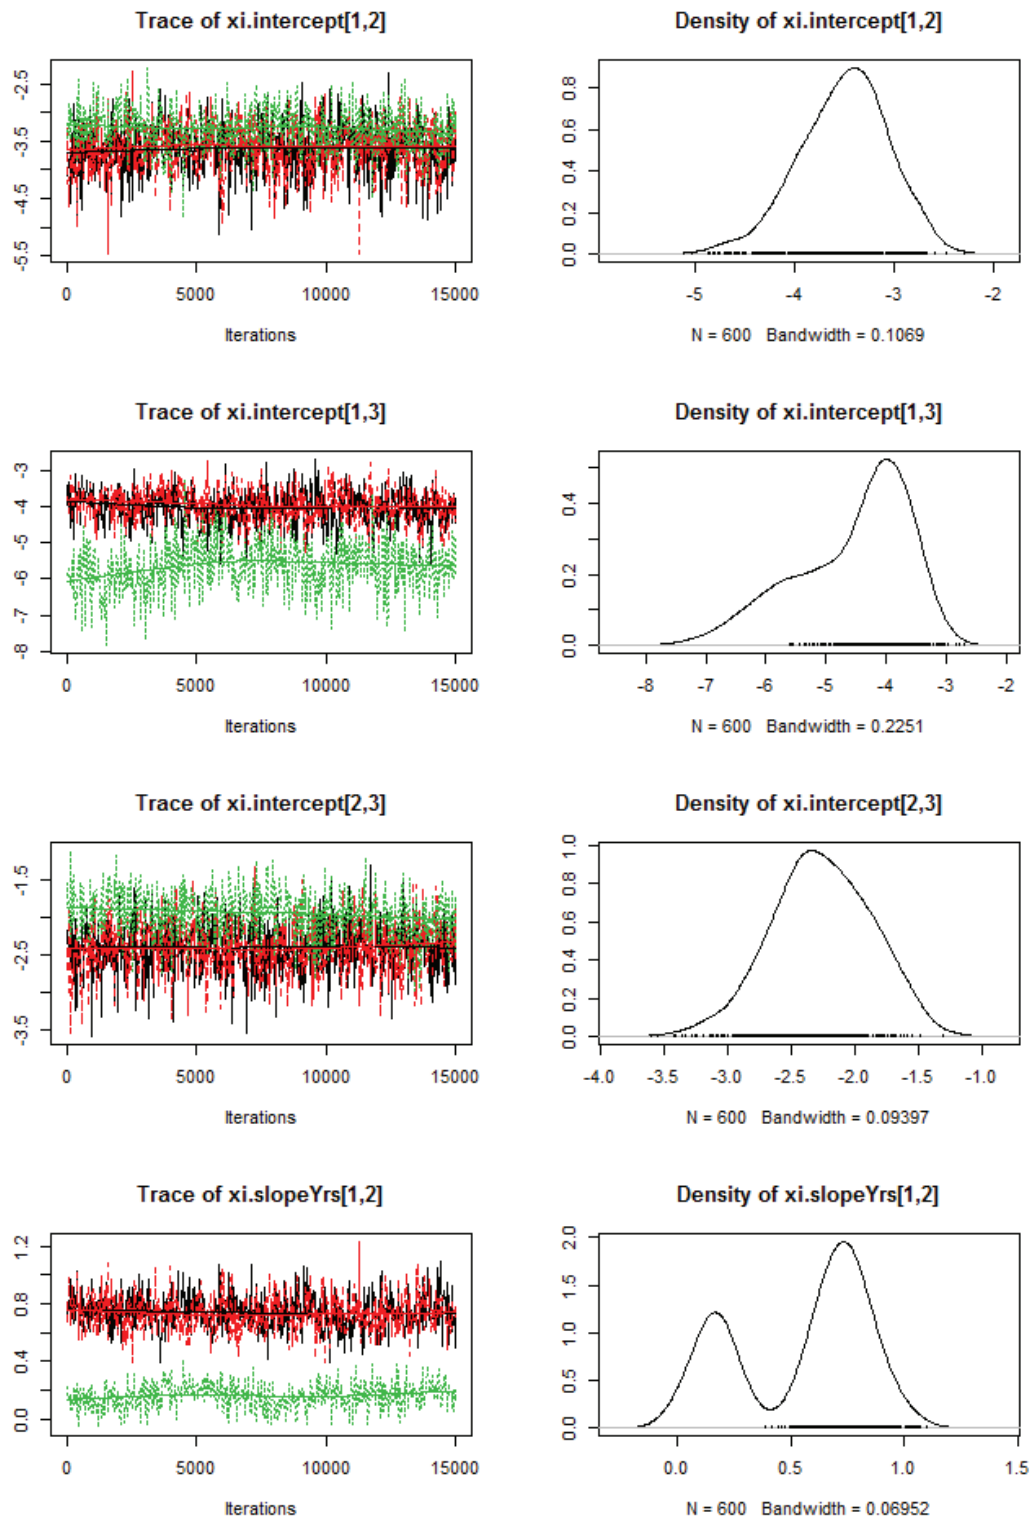 Trace of xi.intercept[1,2]
Density of xi.intercept[1,2]
-2.5
-3.5
-4.5
-5.5
0 5000 10000 15000
Iterations
0.8
0.6
0.4
0.2
0.0
-5 -4 -3 -2
N = 600 Bandwidth = 0.1069
Trace of xi.intercept[1,3]
Density of xi.intercept[1,3]
-3
-4
-5
-6
-7
-8
0 5000 10000 15000
Iterations
0.4
0.2
0.0
-8 -7 -6 -5 -4 -3 -2
N = 600 Bandwidth = 0.2251
Trace of xi.intercept[2,3]
Density of xi.intercept[2,3]
-1.5
-2.5
-3.5
0 5000 10000 15000
Iterations
1.0
0.8
0.6
0.4
0.2
0.0
-4.0 -3.5 -3.0 -2.5 -2.0 -1.5 -1.0
N = 600 Bandwidth = 0.09397
Trace of xi.slopeYrs[1,2]
Density of xi.slopeYrs[1,2]
1.2
0.8
0.4
0.0
0 5000 10000 15000
Iterations
2.0
1.5
1.0
0.5
0.0
0.0 0.5 1.0 1.5
N = 600 Bandwidth = 0.06952